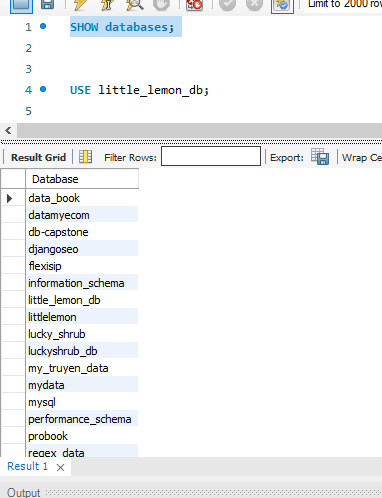 Limit to 2000 row
1 SHOW databases;
2
3
4 USE little_lemon_db;
5
Result Grid Filter Rows: Export: Wrap Ce
Database
data_book
datamyecom
db-capstone
djangoseo
flexisip
information_schema
little_lemon_db
littlelemon
lucky_shrub
luckyshrub_db
my_truyen_data
mydata
mysql
performance_schema
probook
regex_data
Result 1
Output